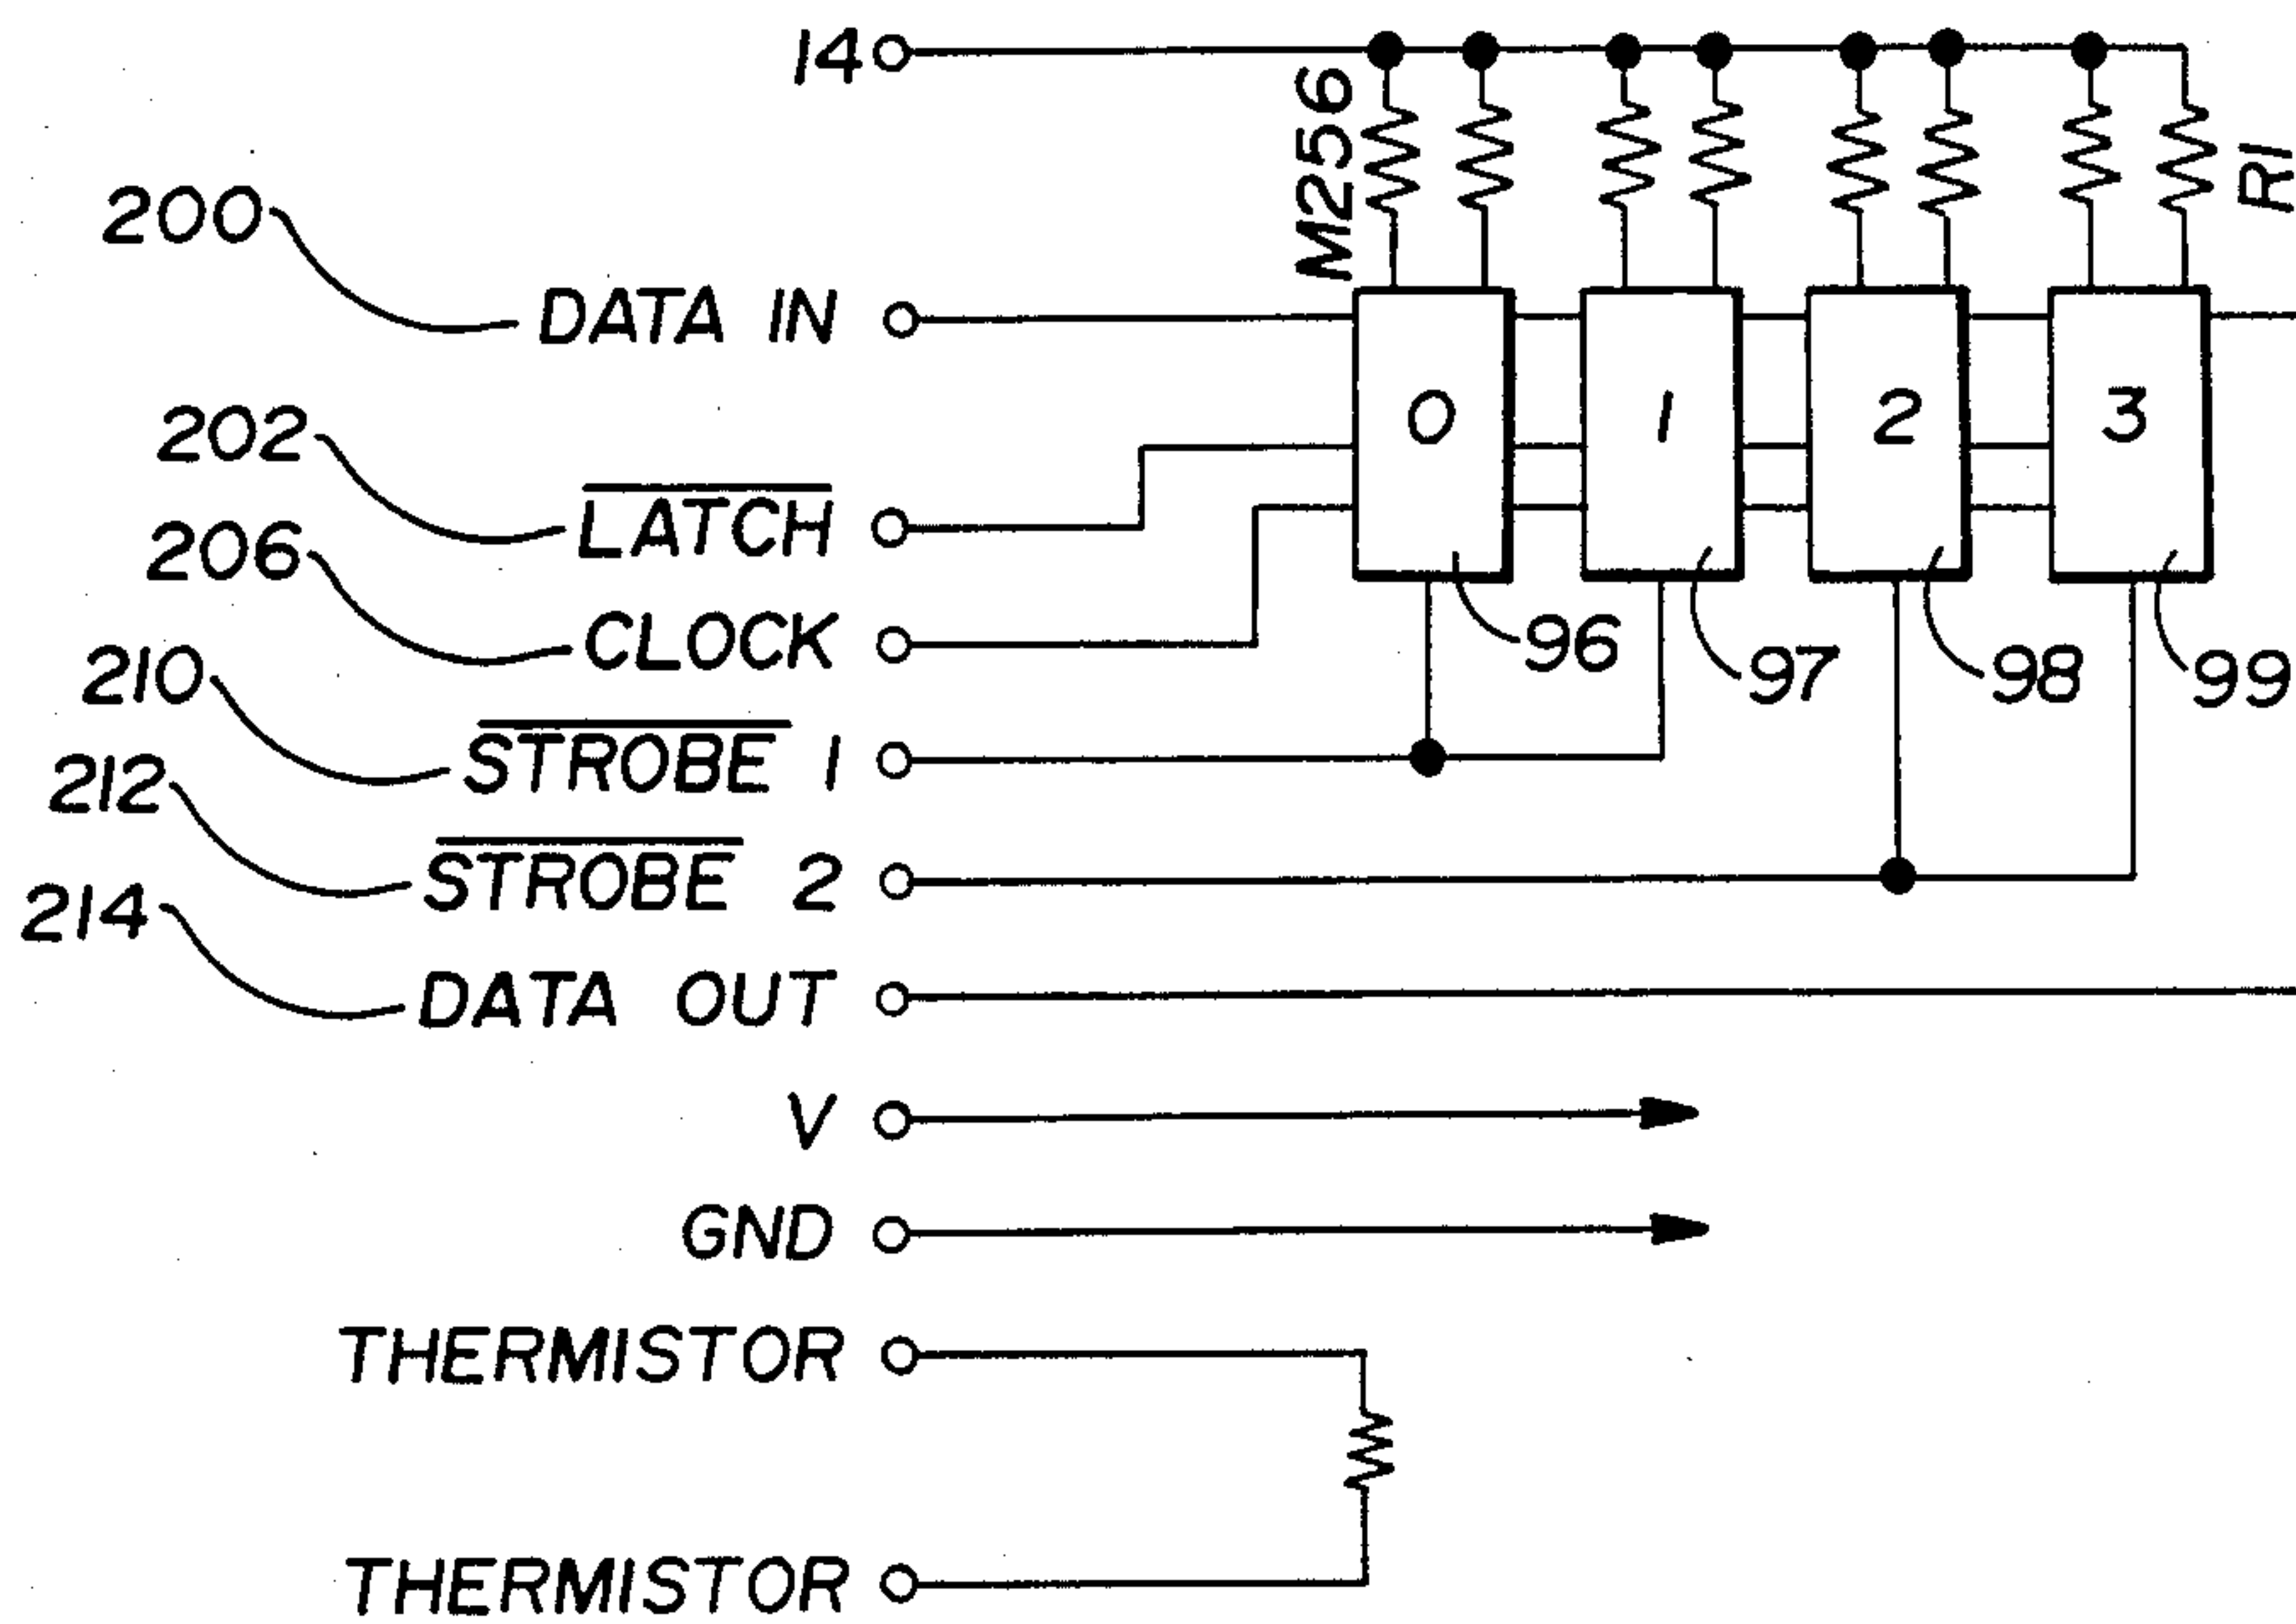 14
M256
R1
200
DATA IN
202
LATCH
0
1
2
3
206
CLOCK
96
97
98
99
210
STROBE 1
212
STROBE 2
214
DATA OUT
V
GND
THERMISTOR
THERMISTOR